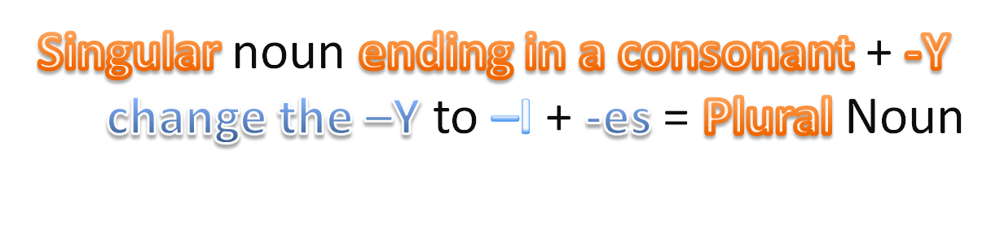 Singular noun ending in a consonant + -Y
change the –Y to –I + -es = Plural Noun